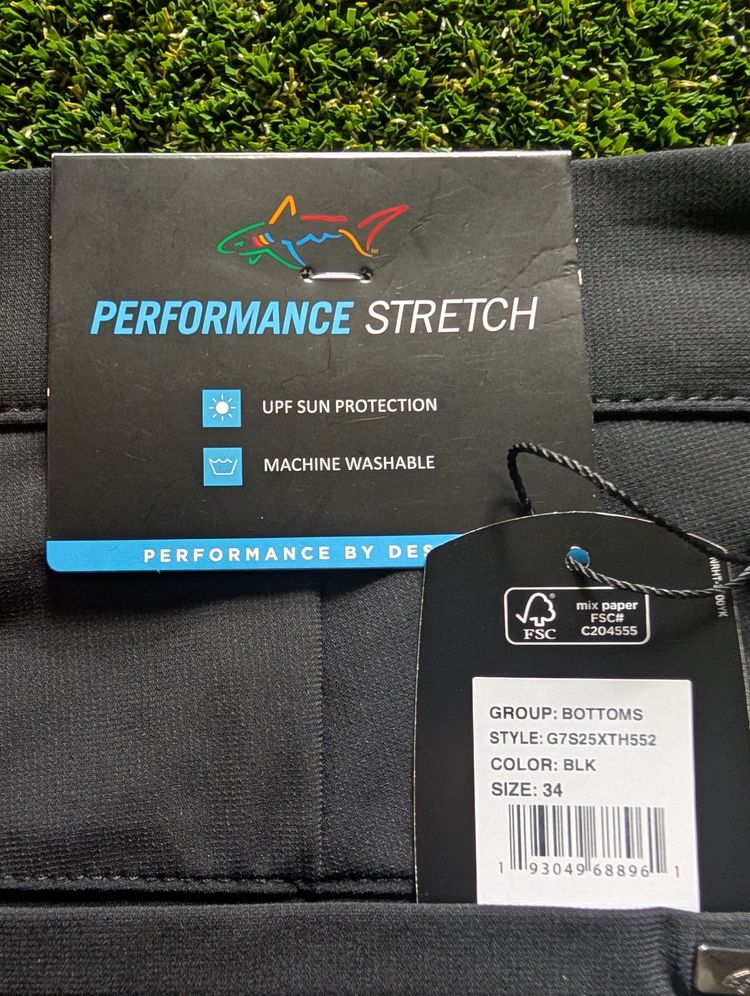 PERFORMANCE STRETCH
UPF SUN PROTECTION
MACHINE WASHABLE
PERFORMANCE BY DES
FSC
mix paper
FSC#
C204555
GROUP: BOTTOMS
STYLE: G7S25XTH552
COLOR: BLK
SIZE: 34
1 93049 68896 1